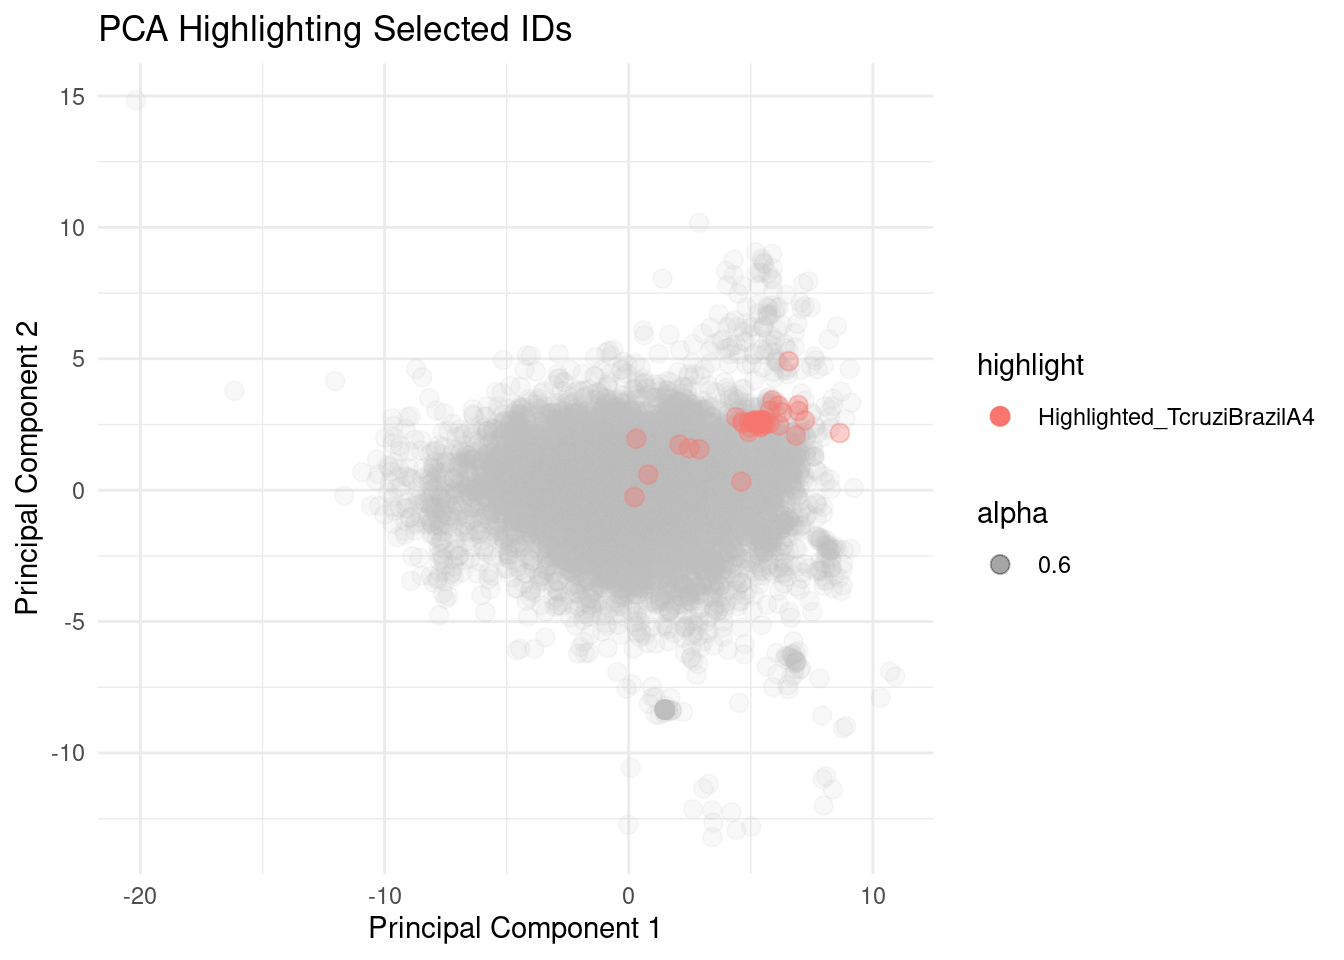 PCA Highlighting Selected IDs
15
10
5
0
-5
-10
Principal Component 2
-20
-10
0
10
Principal Component 1
highlight
Highlighted_TcruziBrazilA4
alpha
0.6